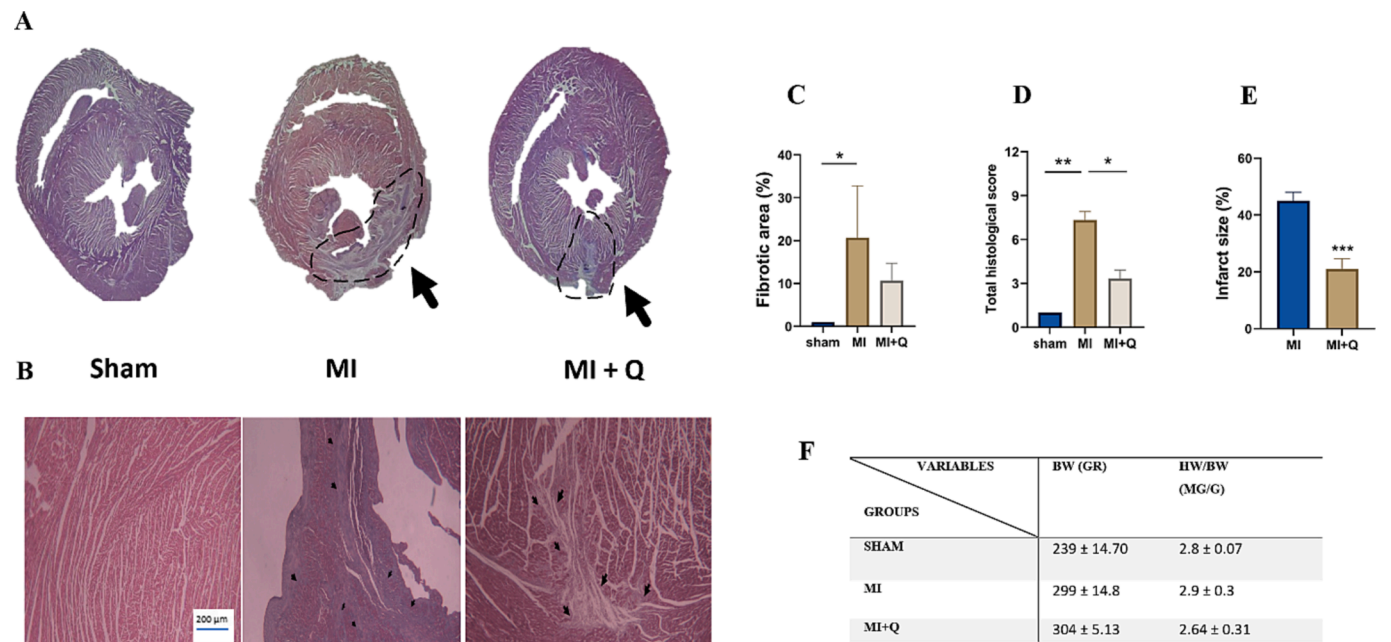 A
Sham
MI
MI + Q
B
200 µm
C
Fibrotic area (%)
40
30
20
10
0
*
sham
MI
MI+Q
D
Total histological score
12
9
6
3
0
**
*
sham
MI
MI+Q
E
Infarct size (%)
60
40
20
0
***
MI
MI+Q
F
VARIABLES
GROUPS
BW (GR)
HW/BW
(MG/G)
SHAM
239 ± 14.70
2.8 ± 0.07
MI
299 ± 14.8
2.9 ± 0.3
MI+Q
304 ± 5.13
2.64 ± 0.31